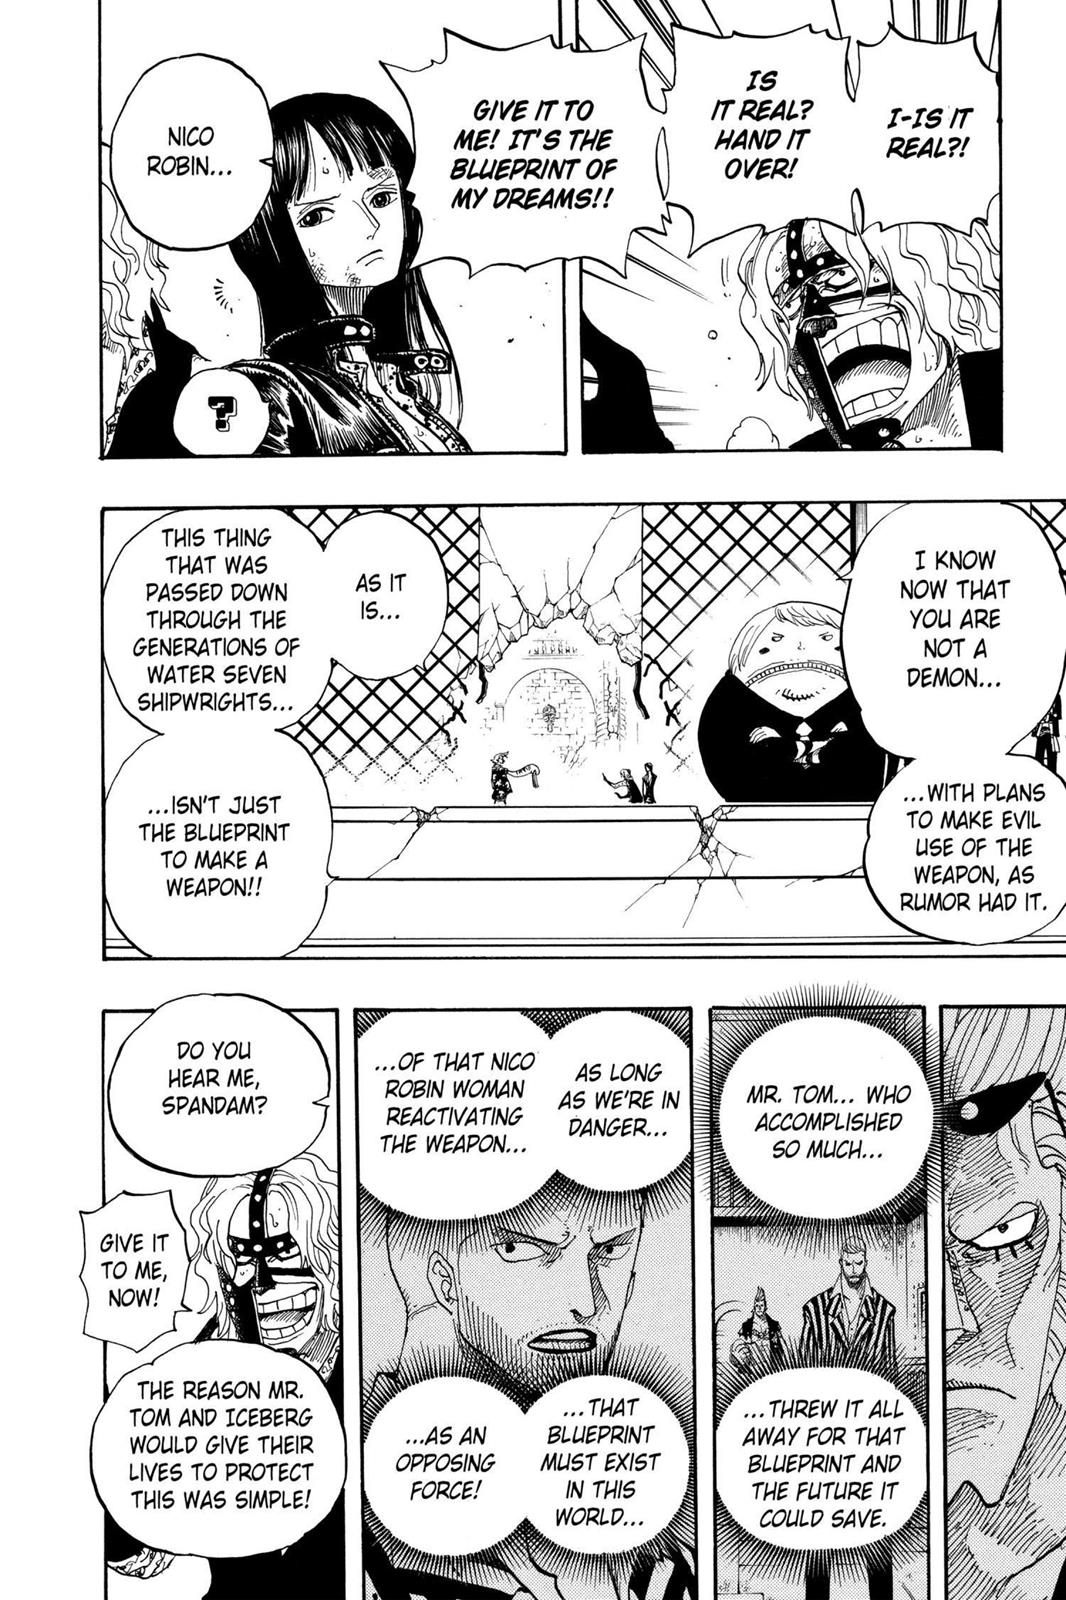 I-IS IT
REAL?!
IS
IT REAL?
HAND IT
OVER!
GIVE IT TO
ME! IT'S THE
BLUEPRINT OF
MY DREAMS!!
NICO
ROBIN...
?
I KNOW
NOW THAT
YOU ARE
NOT A
DEMON...
...WITH PLANS
TO MAKE EVIL
USE OF THE
WEAPON, AS
RUMOR HAD IT.
AS IT
IS...
THIS THING
THAT WAS
PASSED DOWN
THROUGH THE
GENERATIONS OF
WATER SEVEN
SHIPWRIGHTS...
...ISN'T JUST
THE BLUEPRINT
TO MAKE A
WEAPON!!
MR. TOM... WHO
ACCOMPLISHED
SO MUCH...
...THREW IT ALL
AWAY FOR THAT
BLUEPRINT AND
THE FUTURE IT
COULD SAVE.
AS LONG
AS WE'RE IN
DANGER...
...OF THAT NICO
ROBIN WOMAN
REACTIVATING
THE WEAPON...
...THAT
BLUEPRINT
MUST EXIST
IN THIS
WORLD...
...AS AN
OPPOSING
FORCE!
DO YOU
HEAR ME,
SPANDAM?
GIVE IT
TO ME,
NOW!
THE REASON MR.
TOM AND ICEBERG
WOULD GIVE THEIR
LIVES TO PROTECT
THIS WAS SIMPLE!